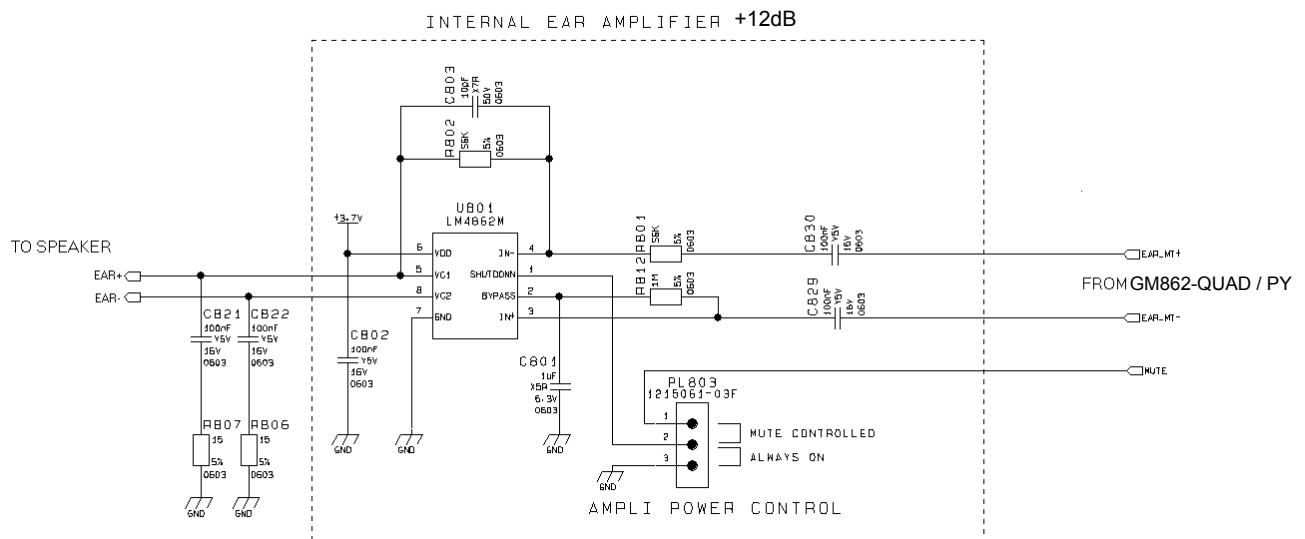 INTERNAL EAR AMPLIFIER +12dB
C803
10pF
X7R
50V
0603
R802
56K
5%
0603
U801
LM4862M
+3.7V
6 VDD IN- 4
5 VC1 SHUTDOWN 1
8 VC2 BYPASS 2
7 GND IN+ 3
TO SPEAKER
EAR+
EAR-
R801
56K
5%
0603
R812
1M
5%
0603
C830
100nF
Y5V
16V
0603
C829
100nF
Y5V
16V
0603
EAR_MT+
FROM GM862-QUAD / PY
EAR_MT-
MUTE
C821
100nF
Y5V
16V
0603
C822
100nF
Y5V
16V
0603
C802
100nF
Y5V
16V
0603
C801
1uF
X5R
6.3V
0603
PL803
1215061-03F
1
2
3
MUTE CONTROLLED
ALWAYS ON
R807
15
5%
0603
R806
15
5%
0603
GND
GND
GND
GND
GND
GND
AMPLI POWER CONTROL